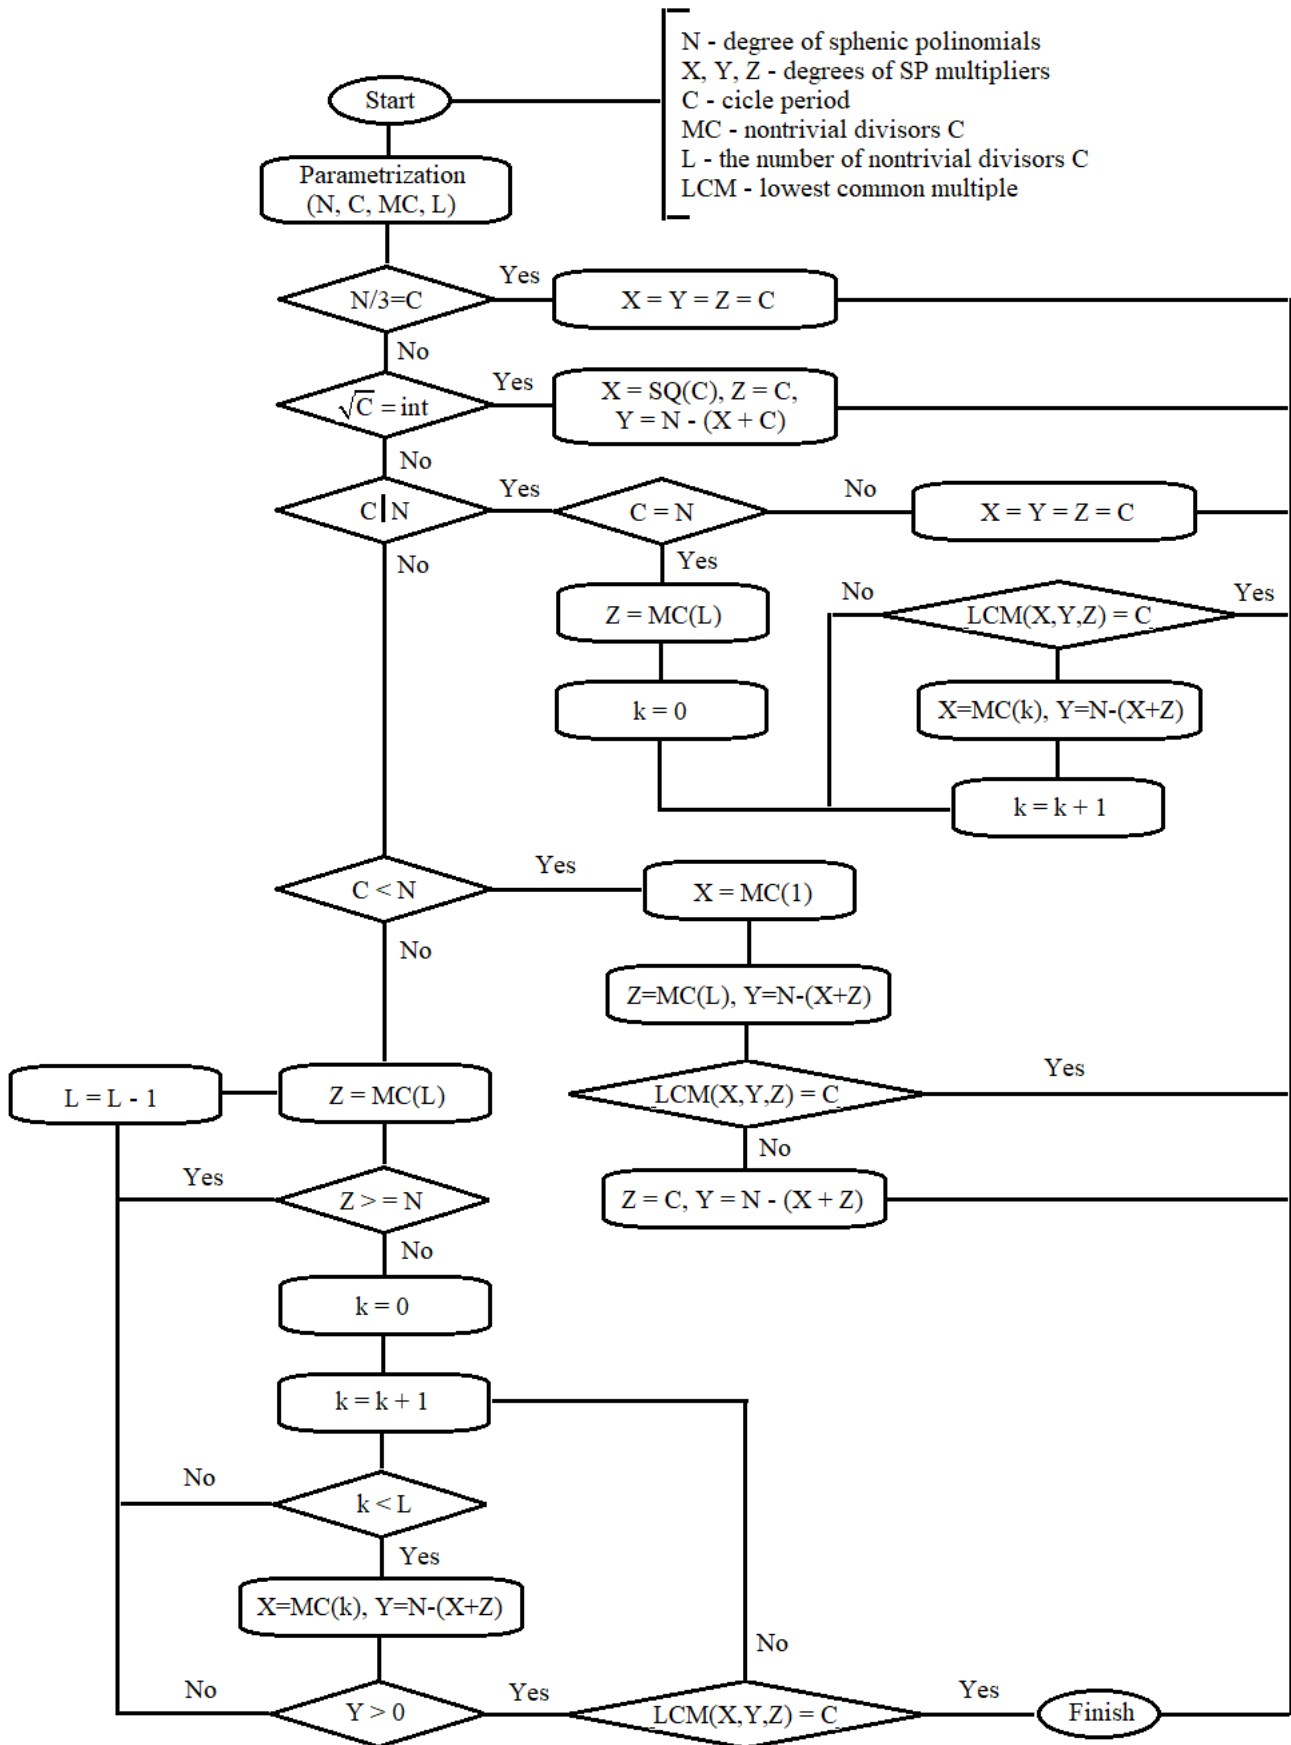 N - degree of sphenic polinomials
X, Y, Z - degrees of SP multipliers
C - cicle period
MC - nontrivial divisors C
L - the number of nontrivial divisors C
LCM - lowest common multiple
Start
Parametrization
(N, C, MC, L)
N/3=C
Yes
X = Y = Z = C
No
√C = int
Yes
X = SQ(C), Z = C,
Y = N - (X + C)
No
C | N
Yes
C = N
No
X = Y = Z = C
No
Yes
Z = MC(L)
k = 0
No
LCM(X,Y,Z) = C
Yes
X=MC(k), Y=N-(X+Z)
k = k + 1
C < N
Yes
X = MC(1)
No
Z=MC(L), Y=N-(X+Z)
LCM(X,Y,Z) = C
Yes
No
Z = C, Y = N - (X + Z)
L = L - 1
Z = MC(L)
Yes
Z > = N
No
k = 0
k = k + 1
No
k < L
Yes
X=MC(k), Y=N-(X+Z)
No
Y > 0
Yes
No
LCM(X,Y,Z) = C
Yes
Finish